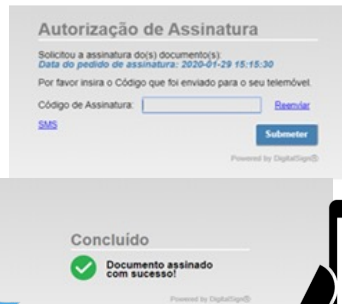 Autorização de Assinatura
Solicitou a assinatura do(s) documento(s):
Data do pedido de assinatura: 2020-01-29 15:15:30
Por favor insira o Código que foi enviado para o seu telemóvel.
Código de Assinatura: Reenviar
SMS
Submeter
Powered by DigitalSign®
Concluído
Documento assinado
com sucesso!
Powered by DigitalSign®